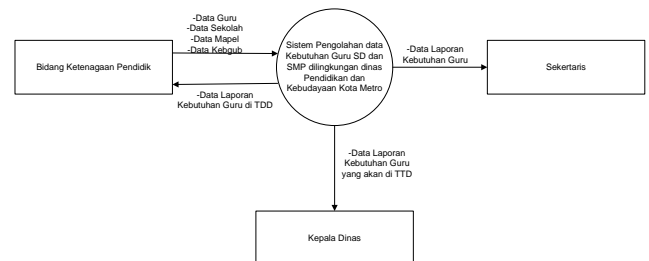 -Data Guru
-Data Sekolah
-Data Mapel
-Data Kebgub
Bidang Ketenagaan Pendidik
-Data Laporan
Kebutuhan Guru di TDD
Sistem Pengolahan data
Kebutuhan Guru SD dan
SMP dilingkungan dinas
Pendidikan dan
Kebudayaan Kota Metro
-Data Laporan
Kebutuhan Guru
Sekertaris
-Data Laporan
Kebutuhan Guru
yang akan di TTD
Kepala Dinas